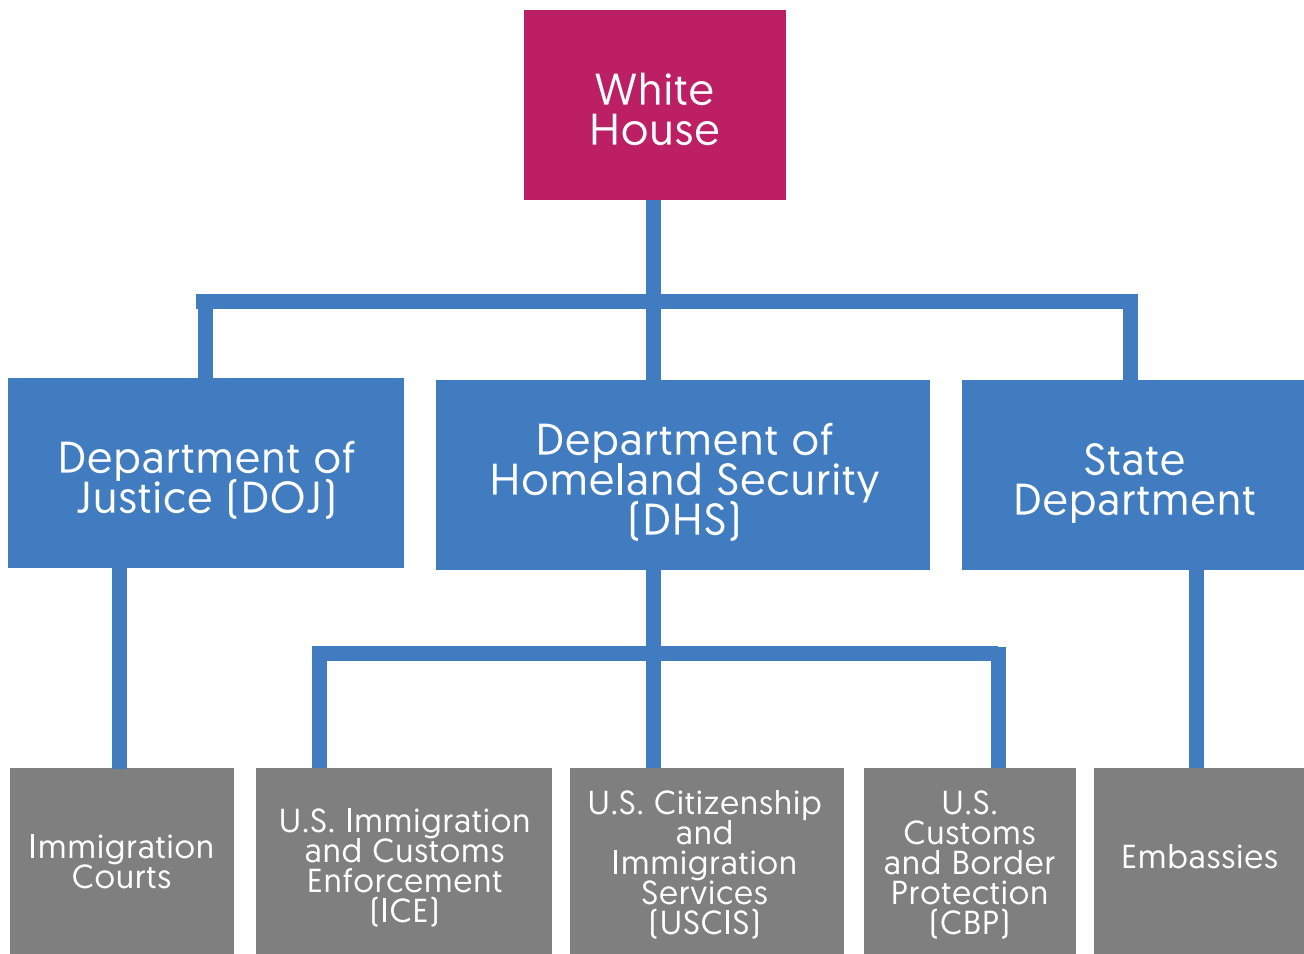 White
House
Department of
Justice (DOJ)
Department of
Homeland Security
(DHS)
State
Department
Immigration
Courts
U.S. Immigration
and Customs
Enforcement
(ICE)
U.S. Citizenship
and
Immigration
Services
(USCIS)
U.S.
Customs
and Border
Protection
(CBP)
Embassies